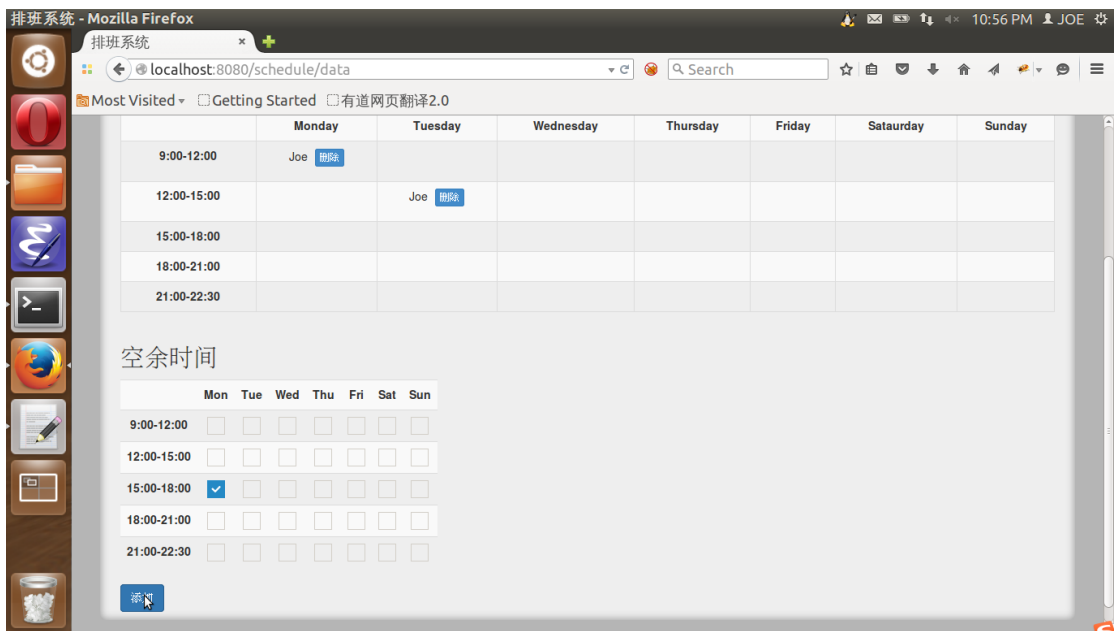 排班系统 - Mozilla Firefox 10:56 PM JOE
排班系统
localhost:8080/schedule/data Search
Most Visited Getting Started 有道网页翻译2.0
Monday Tuesday Wednesday Thursday Friday Sataurday Sunday
9:00-12:00 Joe 删除
12:00-15:00 Joe 删除
15:00-18:00
18:00-21:00
21:00-22:30
空余时间
Mon Tue Wed Thu Fri Sat Sun
9:00-12:00
12:00-15:00
15:00-18:00
18:00-21:00
21:00-22:30
添加